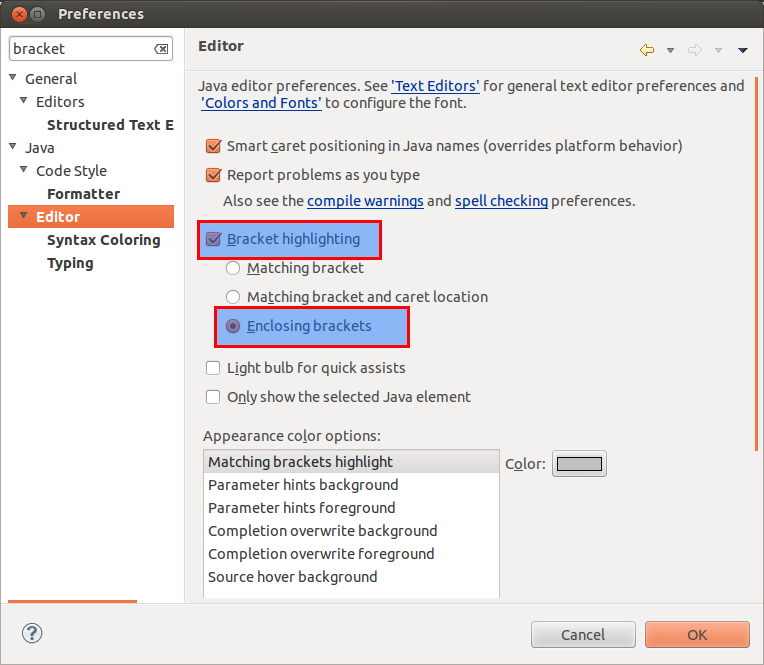 Preferences
bracket
General
Editors
Structured Text E
Java
Code Style
Formatter
Editor
Syntax Coloring
Typing
Editor
Java editor preferences. See 'Text Editors' for general text editor preferences and
'Colors and Fonts' to configure the font.
Smart caret positioning in Java names (overrides platform behavior)
Report problems as you type
Also see the compile warnings and spell checking preferences.
Bracket highlighting
Matching bracket
Matching bracket and caret location
Enclosing brackets
Light bulb for quick assists
Only show the selected Java element
Appearance color options:
Matching brackets highlight
Color:
Parameter hints background
Parameter hints foreground
Completion overwrite background
Completion overwrite foreground
Source hover background
?
Cancel
OK